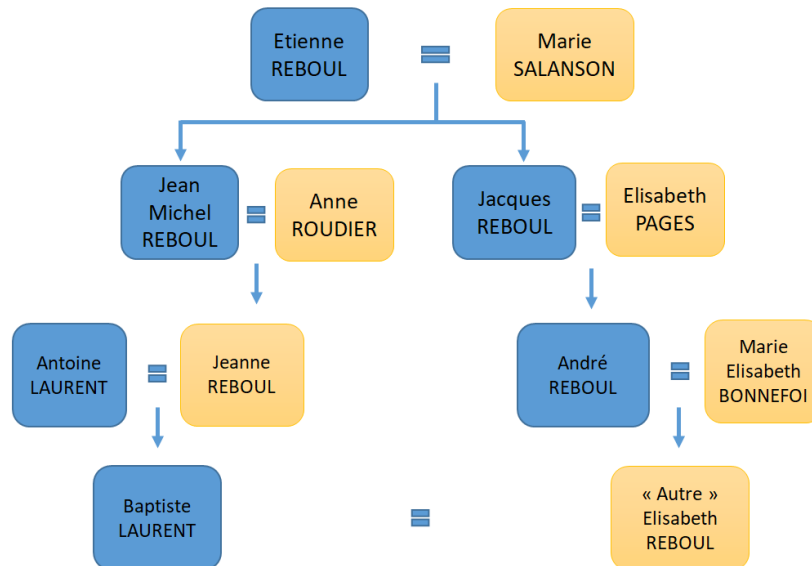 Etienne
REBOUL
Marie
SALANSON
Jean
Michel
REBOUL
Anne
ROUDIER
Jacques
REBOUL
Elisabeth
PAGES
Antoine
LAURENT
Jeanne
REBOUL
André
REBOUL
Marie
Elisabeth
BONNEFOI
Baptiste
LAURENT
« Autre »
Elisabeth
REBOUL